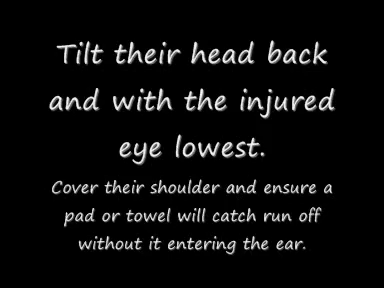 Tilt their head back
and with the injured
eye lowest.
Cover their shoulder and ensure a
pad or towel will catch run off
without it entering the ear.